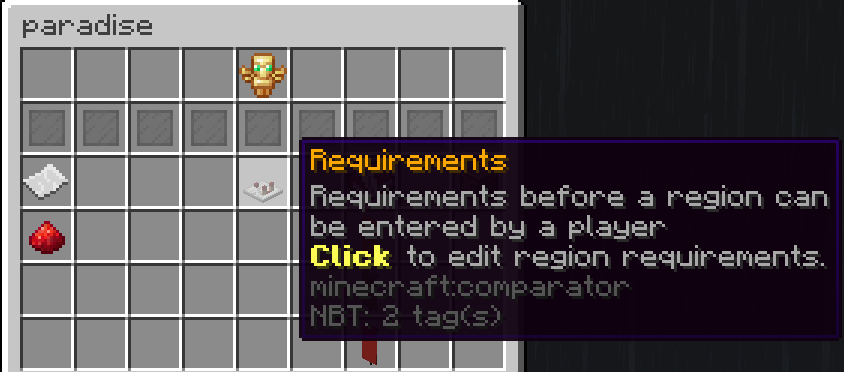 paradise
Requirements
Requirements before a region can
be entered by a player
Click to edit region requirements.
minecraft:comparator
NBT: 2 tag(s)